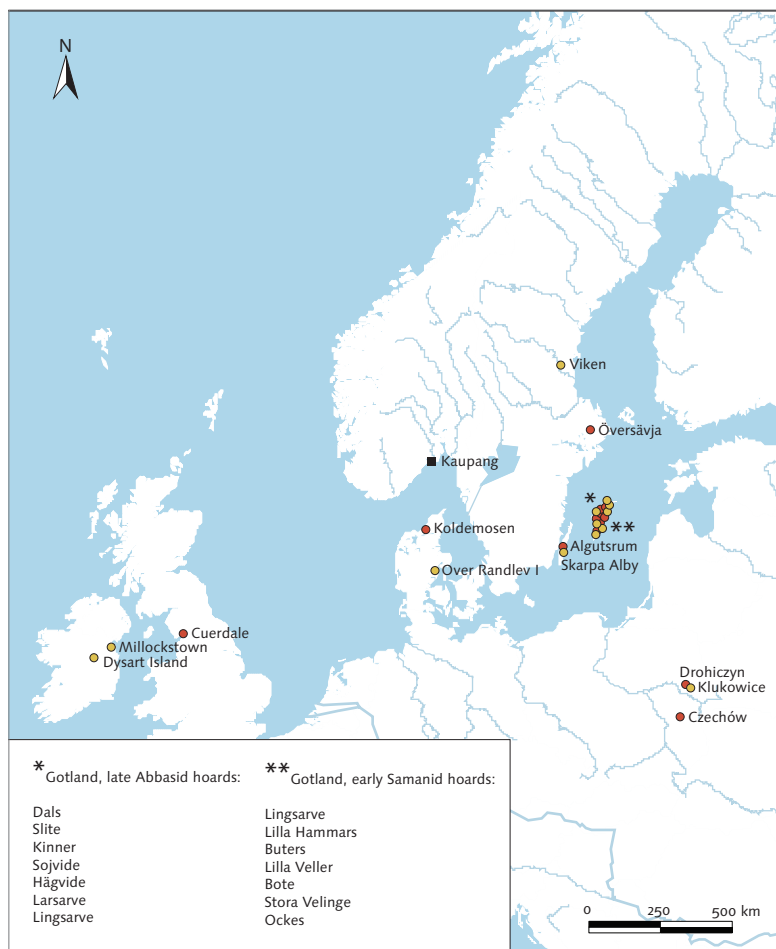 N
Viken
Översävja
Kaupang
*
**
Koldemosen
Algutsrum
Skarpa Alby
Over Randlev I
Cuerdale
Millockstown
Dysart Island
Drohiczyn
Klukowice
Czechów
*Gotland, late Abbasid hoards:
Dals
Slite
Kinner
Sojvide
Hägvide
Larsarve
Lingsarve
**Gotland, early Samanid hoards:
Lingsarve
Lilla Hammars
Buters
Lilla Veller
Bote
Stora Velinge
Ockes
0 250 500 km